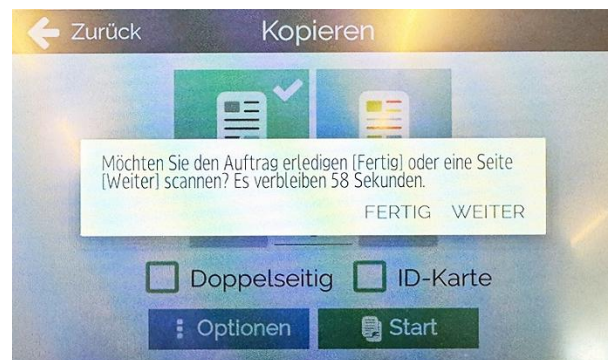 Zurück
Kopieren
Möchten Sie den Auftrag erledigen [Fertig] oder eine Seite
[Weiter] scannen? Es verbleiben 58 Sekunden.
FERTIG WEITER
Doppelseitig ID-Karte
Optionen Start